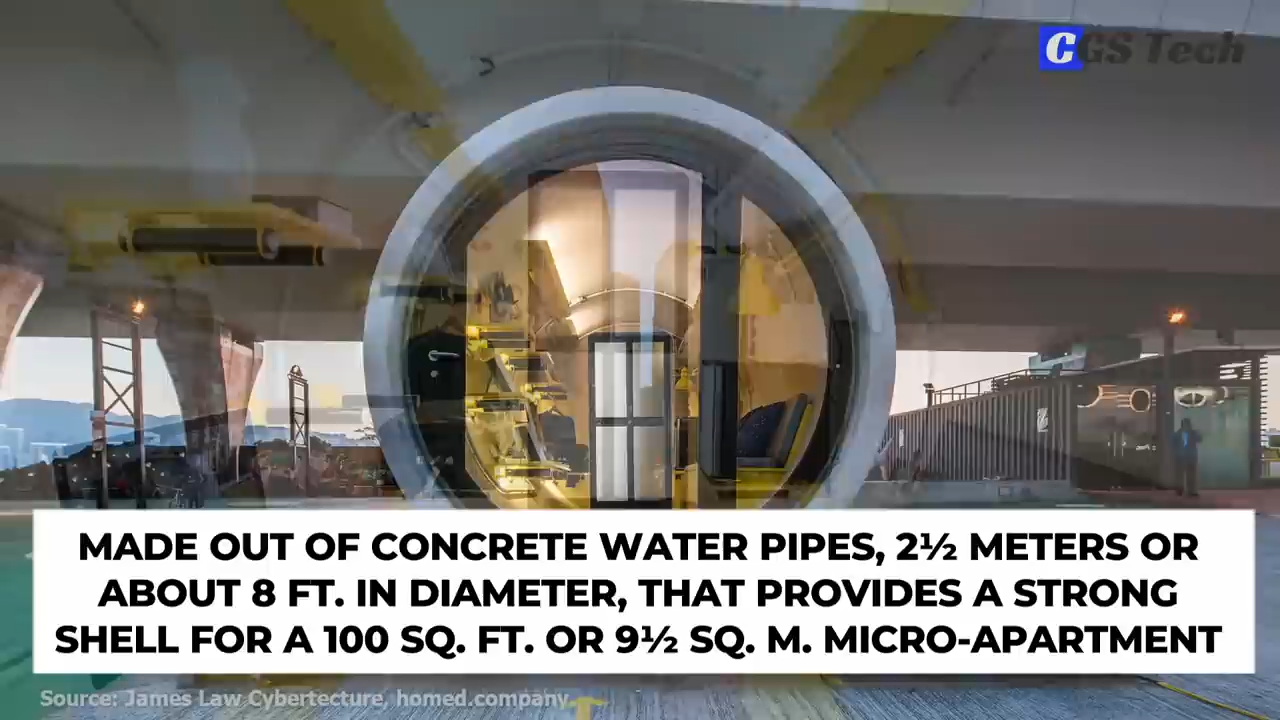 CGS Tech
MADE OUT OF CONCRETE WATER PIPES, 2½ METERS OR
ABOUT 8 FT. IN DIAMETER, THAT PROVIDES A STRONG
SHELL FOR A 100 SQ. FT. OR 9½ SQ. M. MICRO-APARTMENT
Source: James Law Cybertecture, homed.company